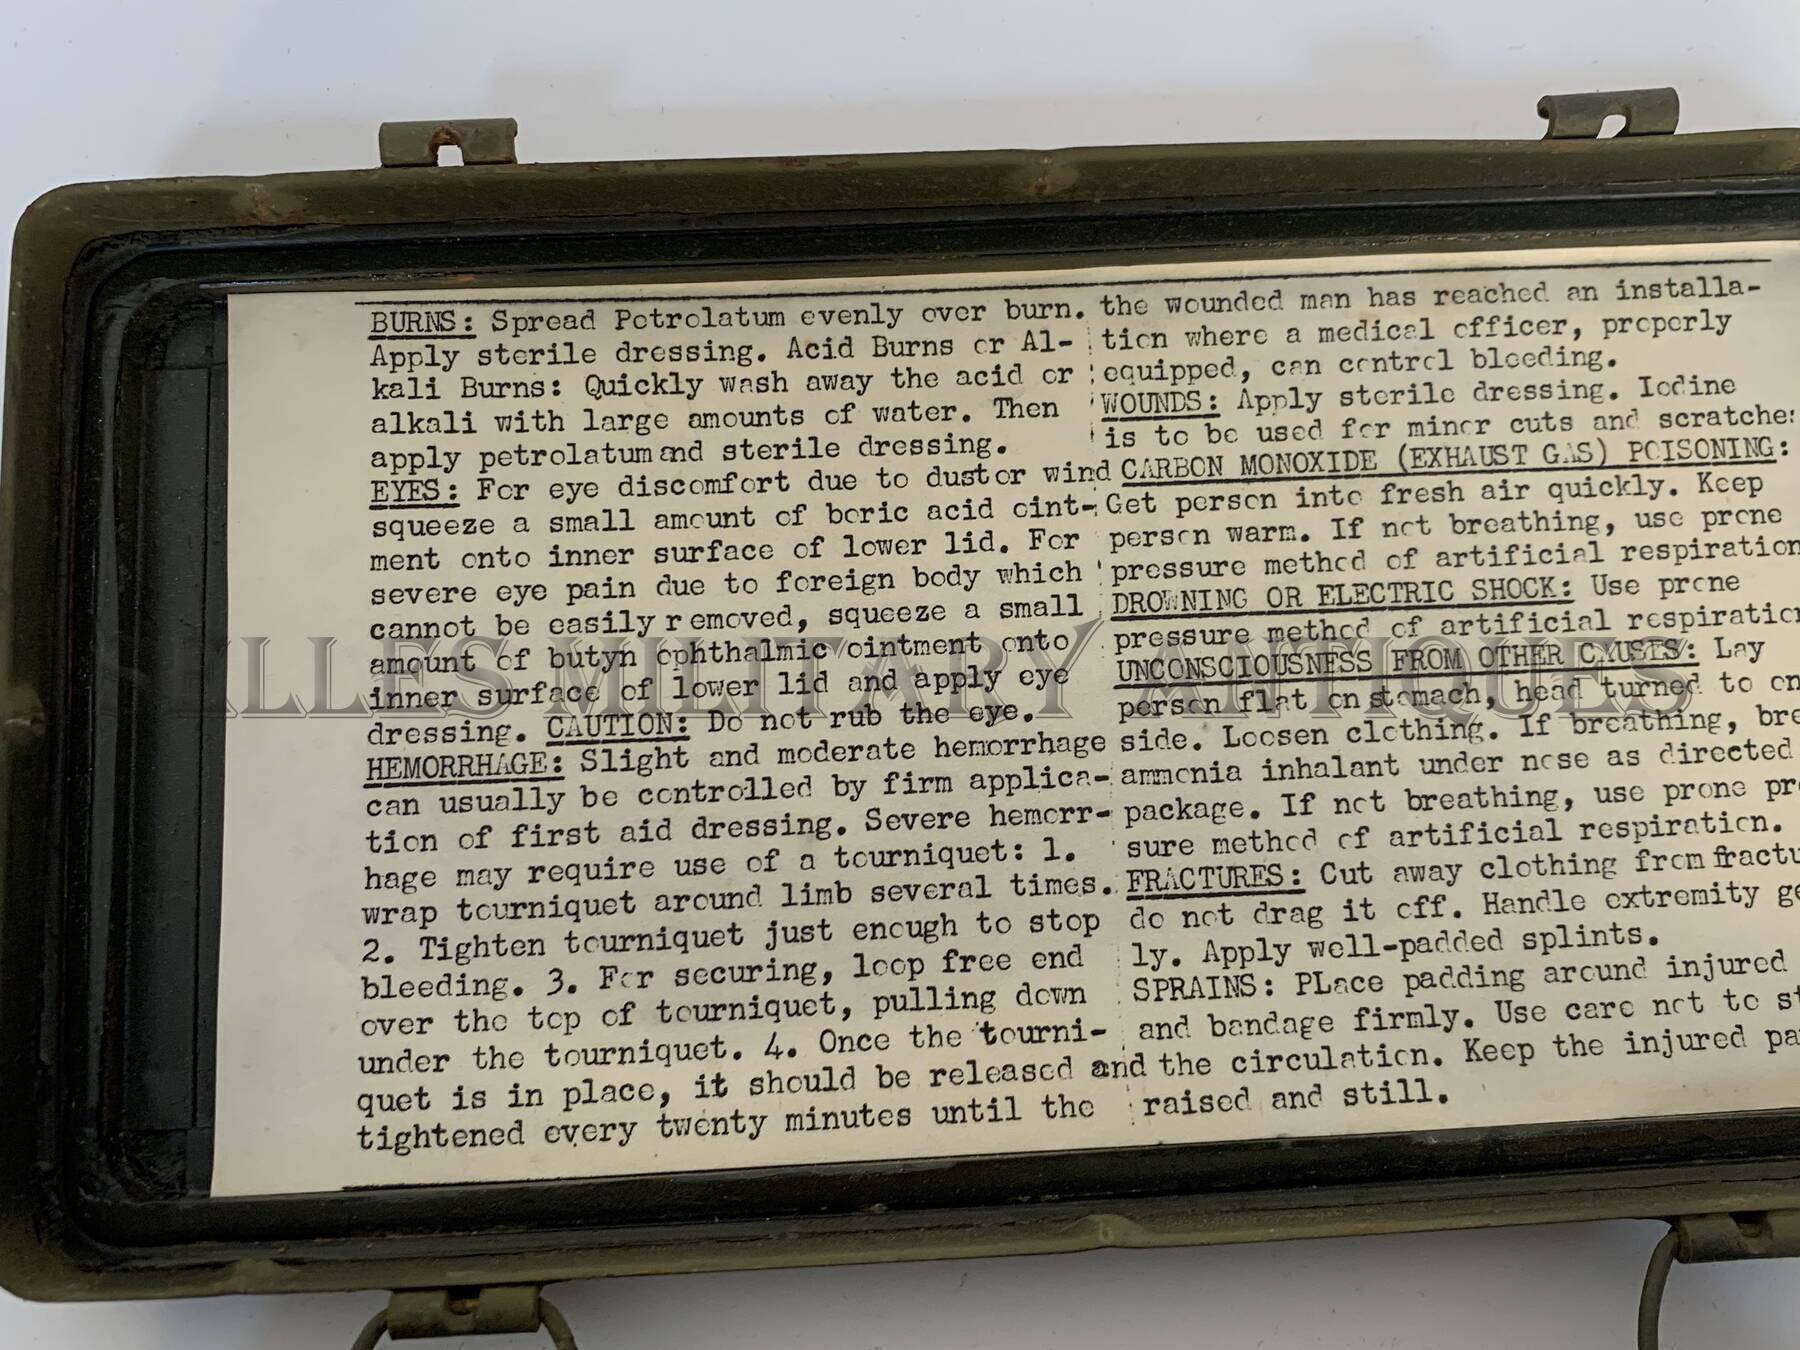 BURNS: Spread Petrolatum evenly over burn.
Apply sterile dressing. Acid Burns or Al-
kali Burns: Quickly wash away the acid or
alkali with large amounts of water. Then
apply petrolatum and sterile dressing.
EYES: For eye discomfort due to dust or wind
squeeze a small amount of boric acid oint-
ment onto inner surface of lower lid. For
severe eye pain due to foreign body which
cannot be easily removed, squeeze a small
amount of butyn ophthalmic ointment onto
inner surface of lower lid and apply eye
dressing. CAUTION: Do not rub the eye.
HEMORRHAGE: Slight and moderate hemorrhage
can usually be controlled by firm applica-
tion of first aid dressing. Severe hemorr-
hage may require use of a tourniquet: 1.
wrap tourniquet around limb several times.
2. Tighten tourniquet just enough to stop
bleeding. 3. For securing, loop free end
over the top of tourniquet, pulling down
under the tourniquet. 4. Once the tourni-
quet is in place, it should be released and
tightened every twenty minutes until the
the wounded man has reached an installa-
tion where a medical officer, properly
equipped, can control bleeding.
WOUNDS: Apply sterile dressing. Iodine
is to be used for minor cuts and scratches
CARBON MONOXIDE (EXHAUST GAS) POISONING:
Get person into fresh air quickly. Keep
person warm. If not breathing, use prone
pressure method of artificial respiration
DROWNING OR ELECTRIC SHOCK: Use prone
pressure method of artificial respiration
UNCONSCIOUSNESS FROM OTHER CAUSES: Lay
person flat on stomach, head turned to
side. Loosen clothing. If breathing,
ammonia inhalant under nose as directed
package. If not breathing, use prone
sure method of artificial respiration.
FRACTURES: Cut away clothing from
do not drag it off. Handle extremity
ly. Apply well-padded splints.
SPRAINS: PLace padding around injured
and bandage firmly. Use care not to
the circulation. Keep the injured
raised and still.
MILITARY ANTIQUES